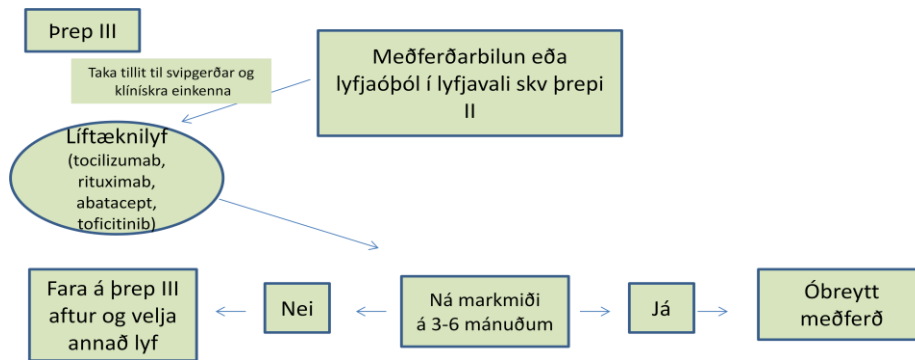 Þrep III
Taka tillit til svipgerðar og
klínískra einkenna
Meðferðarbilun eða
lyfjaóþól í lyfjavali skv þrepi
II
Líftæknilyf
(tocilizumab,
rituximab,
abatacept,
toficitinib)
Fara á þrep III
aftur og velja
annað lyf
Nei
Ná markmiði
á 3-6 mánuðum
Já
Óbreytt
meðferð